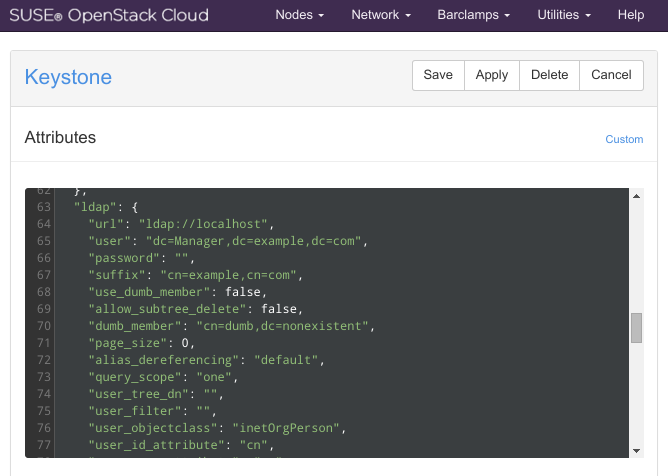 SUSE® OpenStack Cloud Nodes Network Barclamps Utilities Help
Keystone Save Apply Delete Cancel
Attributes Custom
62 },
63 "ldap": {
64 "url": "ldap://localhost",
65 "user": "dc=Manager,dc=example,dc=com",
66 "password": "",
67 "suffix": "cn=example,cn=com",
68 "use_dumb_member": false,
69 "allow_subtree_delete": false,
70 "dumb_member": "cn=dumb,dc=nonexistent",
71 "page_size": 0,
72 "alias_dereferencing": "default",
73 "query_scope": "one",
74 "user_tree_dn": "",
75 "user_filter": "",
76 "user_objectclass": "inetOrgPerson",
77 "user_id_attribute": "cn",